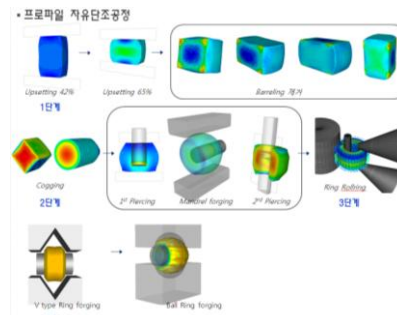 • 프로파일 자유단조공정
Upsetting 42%
Upsetting 65%
Barreling 제거
1단계
Cogging
1st Piercing
Mandrel forging
2nd Piercing
Ring Rolling
2단계
3단계
V type Ring forging
Ball Ring forging